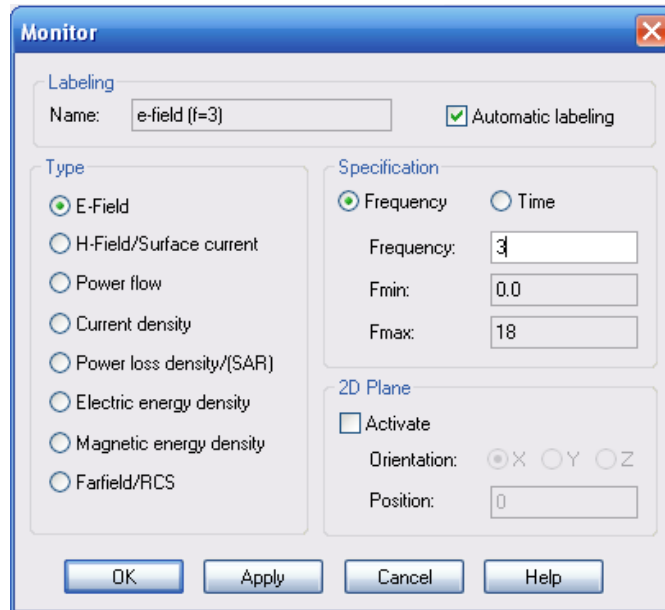 Monitor
Labeling
Name: e-field (f=3) Automatic labeling
Type
E-Field
H-Field/Surface current
Power flow
Current density
Power loss density/(SAR)
Electric energy density
Magnetic energy density
Farfield/RCS
Specification
Frequency Time
Frequency: 3
Fmin: 0.0
Fmax: 18
2D Plane
Activate
Orientation: X Y Z
Position: 0
OK Apply Cancel Help